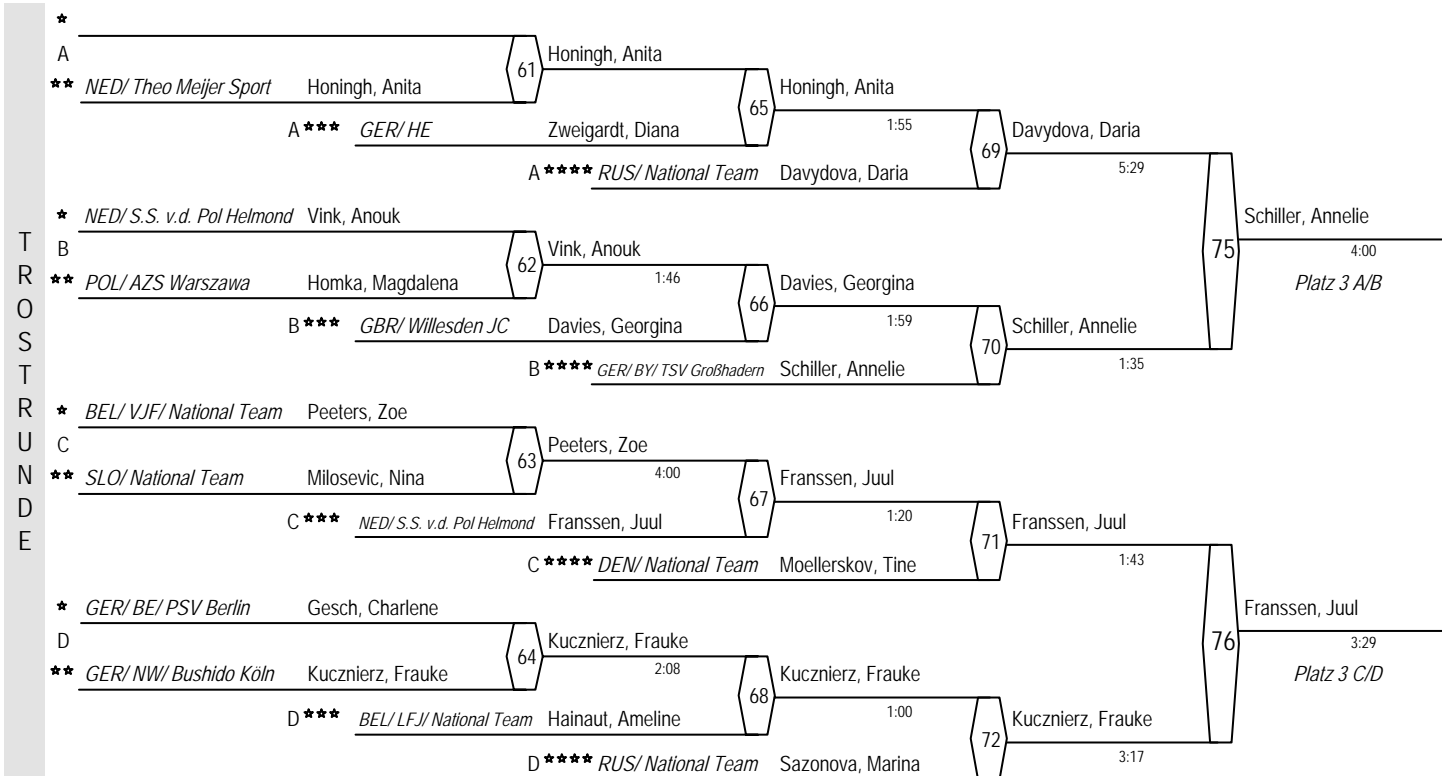 TROSTRUNDE
★
A
61 Honingh, Anita
★★ NED/ Theo Meijer Sport Honingh, Anita
65 Honingh, Anita
1:55
A ★★★ GER/ HE Zweigardt, Diana
69 Davydova, Daria
5:29
A ★★★★ RUS/ National Team Davydova, Daria
★ NED/ S.S. v.d. Pol Helmond Vink, Anouk
B
62 Vink, Anouk
1:46
★★ POL/ AZS Warszawa Homka, Magdalena
66 Davies, Georgina
1:59
B ★★★ GBR/ Willesden JC Davies, Georgina
70 Schiller, Annelie
1:35
B ★★★★ GER/ BY/ TSV Großhadern Schiller, Annelie
75 Schiller, Annelie
4:00
Platz 3 A/B
★ BEL/ VJF/ National Team Peeters, Zoe
C
63 Peeters, Zoe
4:00
★★ SLO/ National Team Milosevic, Nina
67 Franssen, Juul
1:20
C ★★★ NED/ S.S. v.d. Pol Helmond Franssen, Juul
71 Franssen, Juul
1:43
C ★★★★ DEN/ National Team Moellerskov, Tine
★ GER/ BE/ PSV Berlin Gesch, Charlene
D
64 Kucznierz, Frauke
2:08
★★ GER/ NW/ Bushido Köln Kucznierz, Frauke
68 Kucznierz, Frauke
1:00
D ★★★ BEL/ LFJ/ National Team Hainaut, Ameline
72 Kucznierz, Frauke
3:17
D ★★★★ RUS/ National Team Sazonova, Marina
76 Franssen, Juul
3:29
Platz 3 C/D